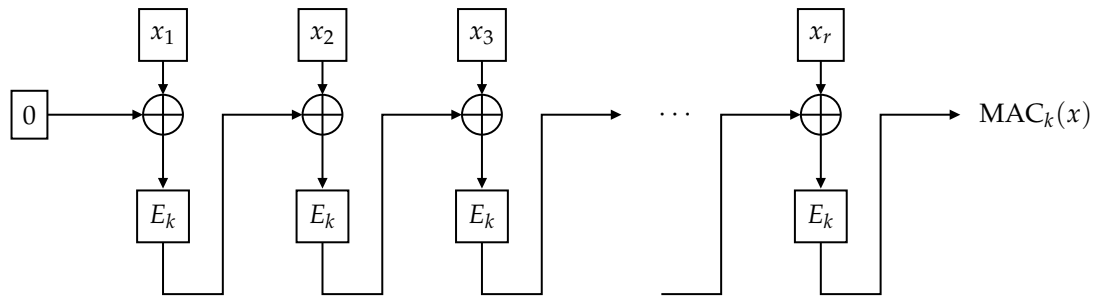 x₁ x₂ x₃ xᵣ
0 ··· MACₖ(x)
Eₖ Eₖ Eₖ Eₖ